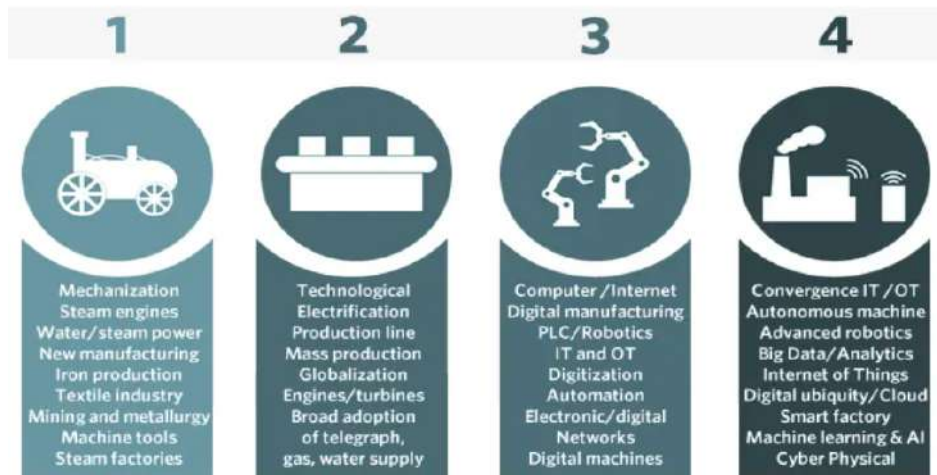 1
Mechanization
Steam engines
Water/steam power
New manufacturing
Iron production
Textile industry
Mining and metallurgy
Machine tools
Steam factories
2
Technological
Electrification
Production line
Mass production
Globalization
Engines/turbines
Broad adoption
of telegraph,
gas, water supply
3
Computer/Internet
Digital manufacturing
PLC/Robotics
IT and OT
Digitization
Automation
Electronic/digital
Networks
Digital machines
4
Convergence IT/OT
Autonomous machine
Advanced robotics
Big Data/Analytics
Internet of Things
Digital ubiquity/Cloud
Smart factory
Machine learning & AI
Cyber Physical